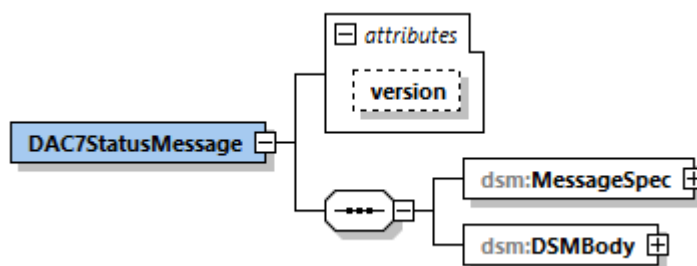 attributes
version
DAC7StatusMessage
dsm:MessageSpec
dsm:DSMBody